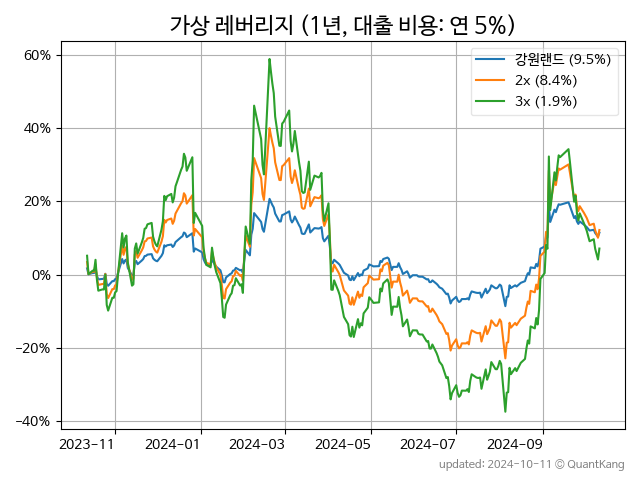 가상 레버리지 (1년, 대출 비용: 연 5%)
강원랜드 (9.5%)
2x (8.4%)
3x (1.9%)
60%
40%
20%
0%
−20%
−40%
2023-11 2024-01 2024-03 2024-05 2024-07 2024-09
updated: 2024-10-11 © QuantKang